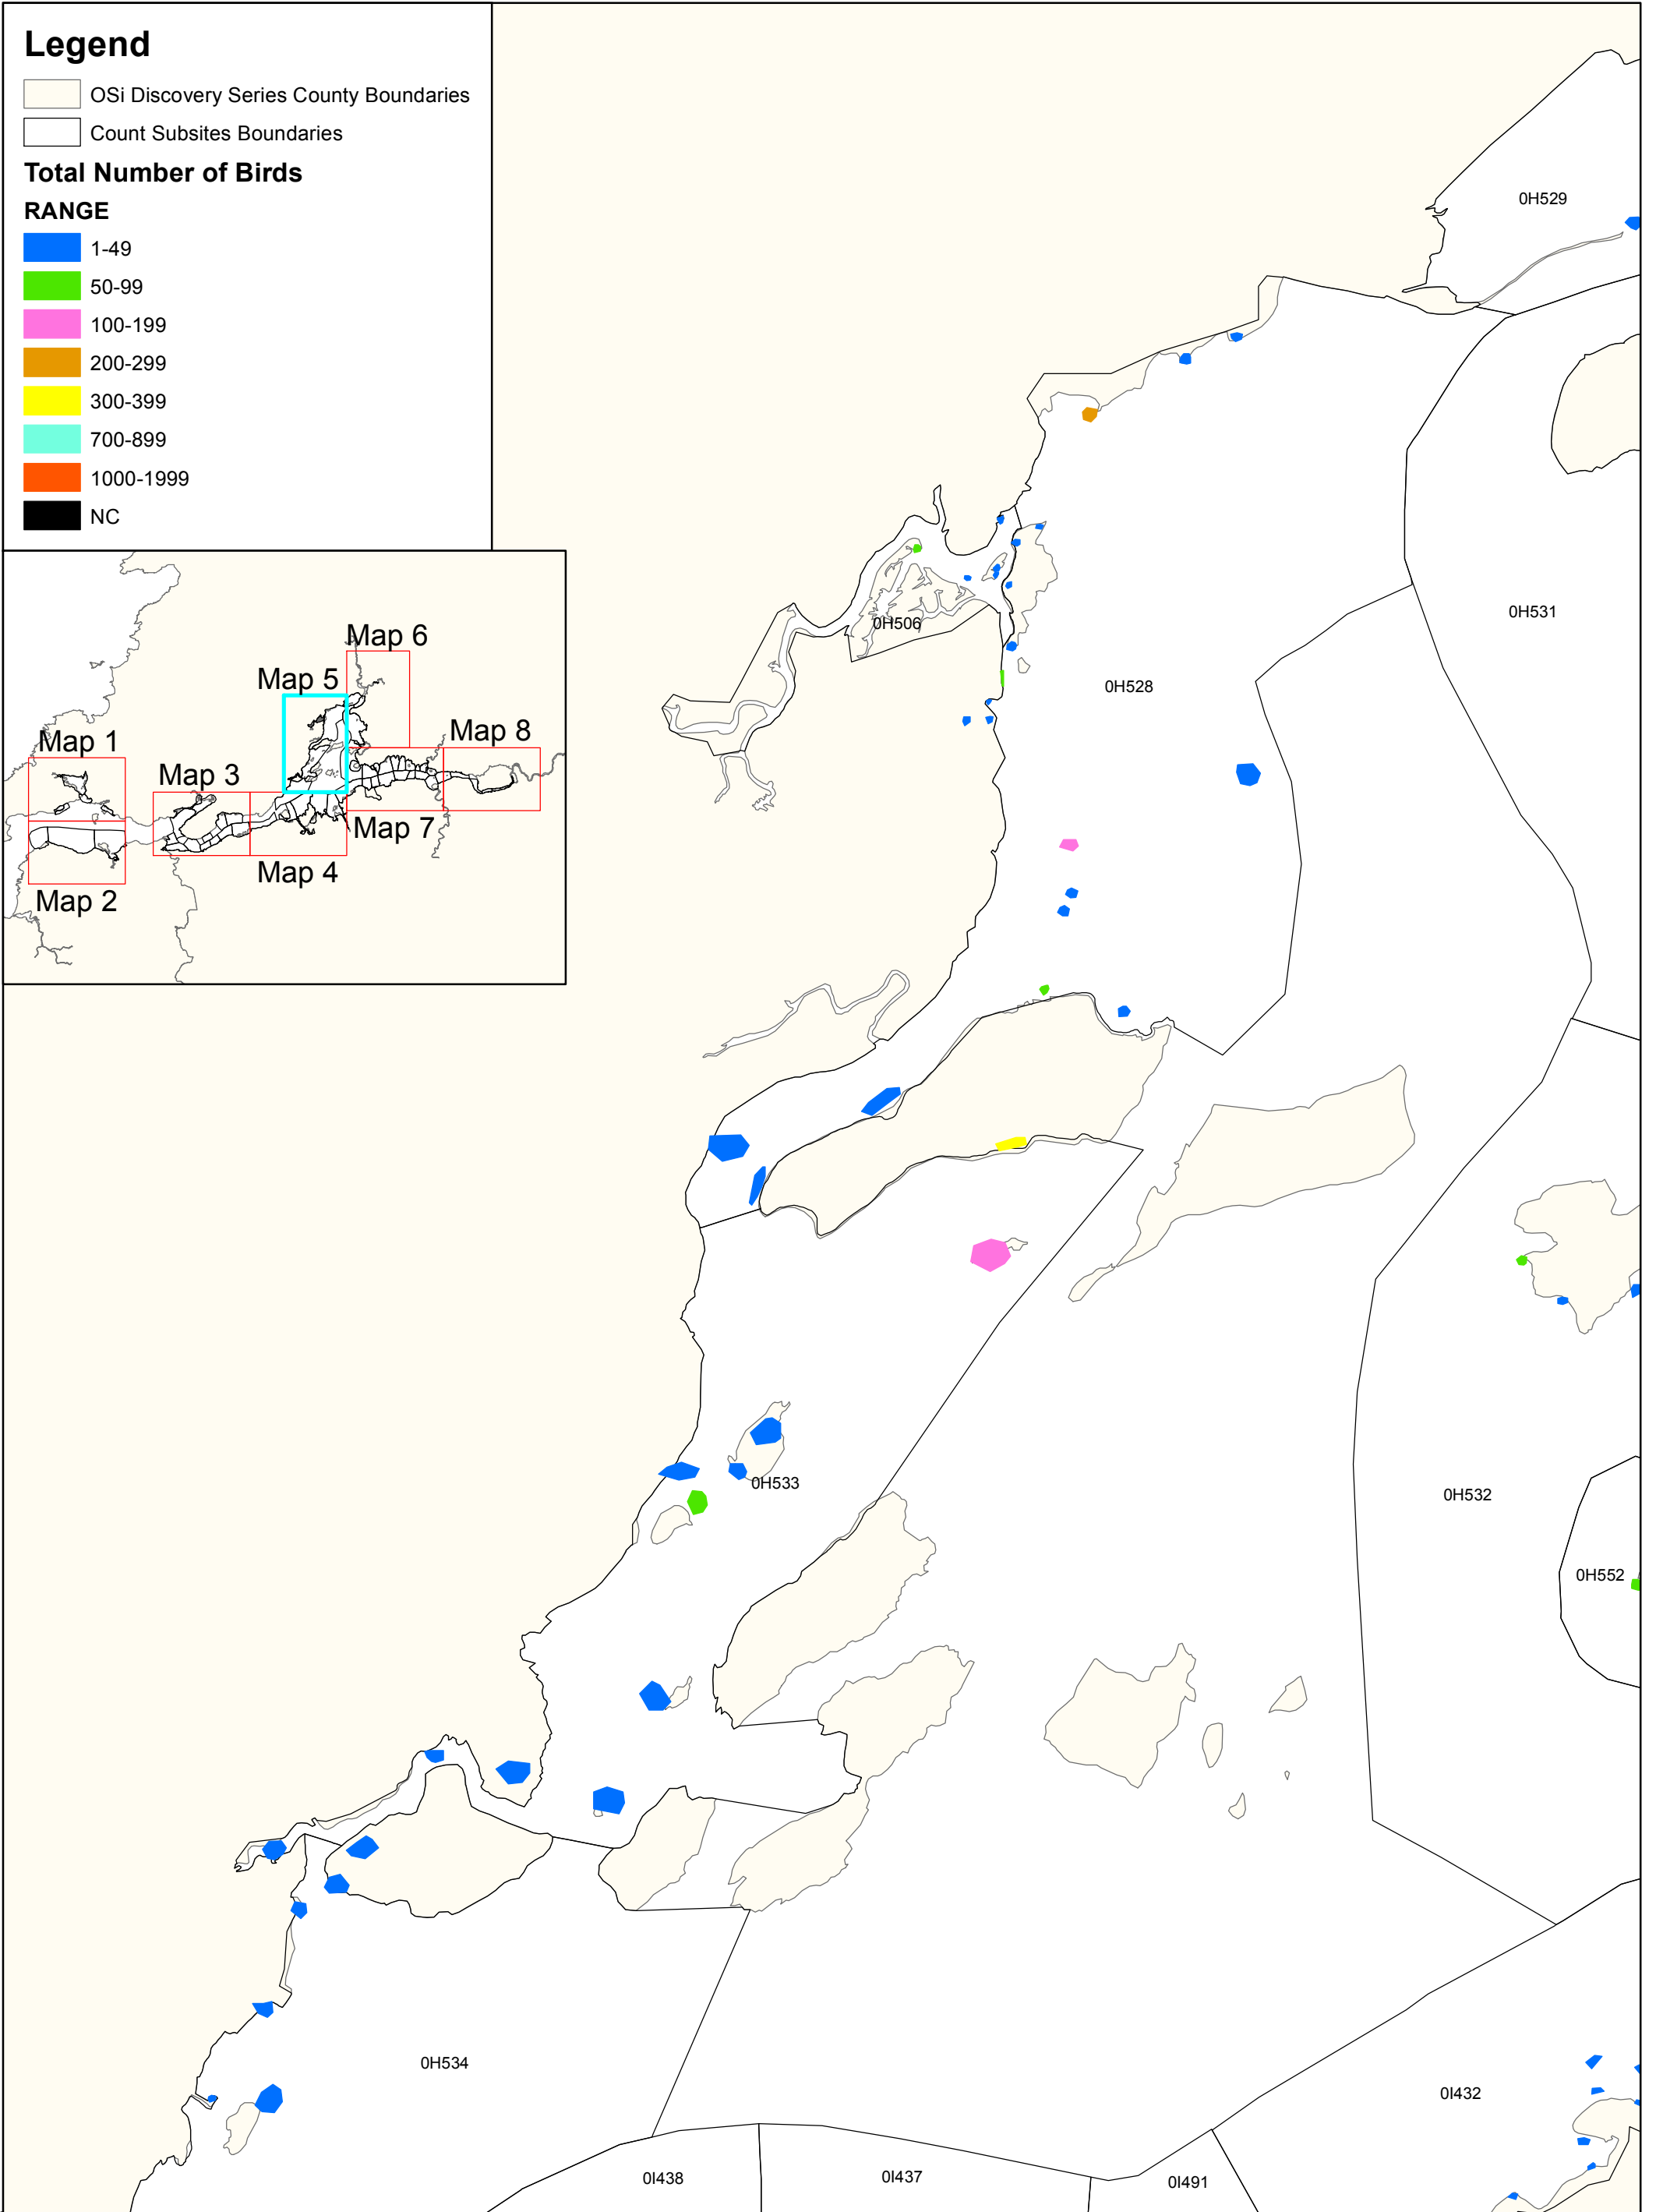 Legend
OSi Discovery Series County Boundaries
Count Subsites Boundaries
Total Number of Birds
RANGE
1-49
50-99
100-199
200-299
300-399
700-899
1000-1999
NC
Map 6
Map 5
Map 8
Map 1
Map 3
Map 7
Map 4
Map 2
0H529
0H531
0H506
0H528
0H533
0H532
0H552
0H534
0I432
0I438
0I437
0I491